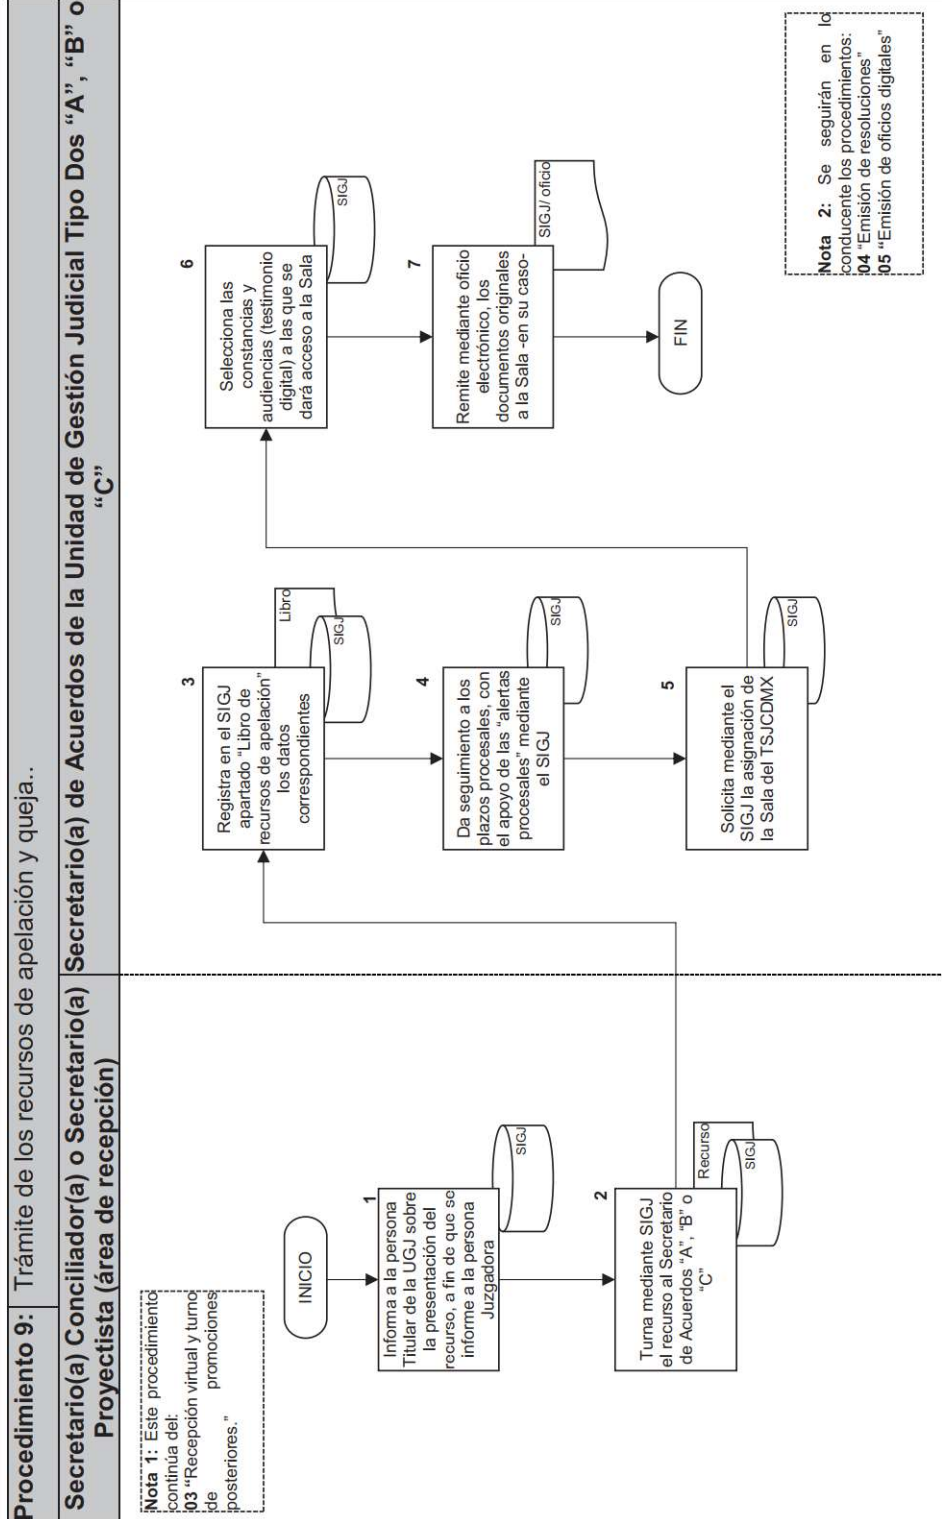 Procedimiento 9: Trámite de los recursos de apelación y queja..
Secretario(a) Conciliador(a) o Secretario(a)
Proyectista (área de recepción)
Secretario(a) de Acuerdos de la Unidad de Gestión Judicial Tipo Dos “A”, “B” o
“C”
Nota 1: Este procedimiento
continúa del:
03 “Recepción virtual y turno
de promociones
posteriores.”
INICIO
1
Informa a la persona
Titular de la UGJ sobre
la presentación del
recurso, a fin de que se
informe a la persona
Juzgadora
SIGJ
2
Turna mediante SIGJ
el recurso al Secretario
de Acuerdos “A”, “B” o
“C”
Recurso
SIGJ
3
Registra en el SIGJ
apartado “Libro de
recursos de apelación”
los datos
correspondientes
Libro
SIGJ
4
Da seguimiento a los
plazos procesales, con
el apoyo de las “alertas
procesales” mediante
el SIGJ
SIGJ
5
Solicita mediante el
SIGJ la asignación de
la Sala del TSJCDMX
SIGJ
6
Selecciona las
constancias y
audiencias (testimonio
digital) a las que se
dará acceso a la Sala
SIGJ
7
Remite mediante oficio
electrónico, los
documentos originales
a la Sala -en su caso-
SIGJ/ oficio
FIN
Nota 2: Se seguirán en lo
conducente los procedimientos:
04 “Emisión de resoluciones”
05 “Emisión de oficios digitales”